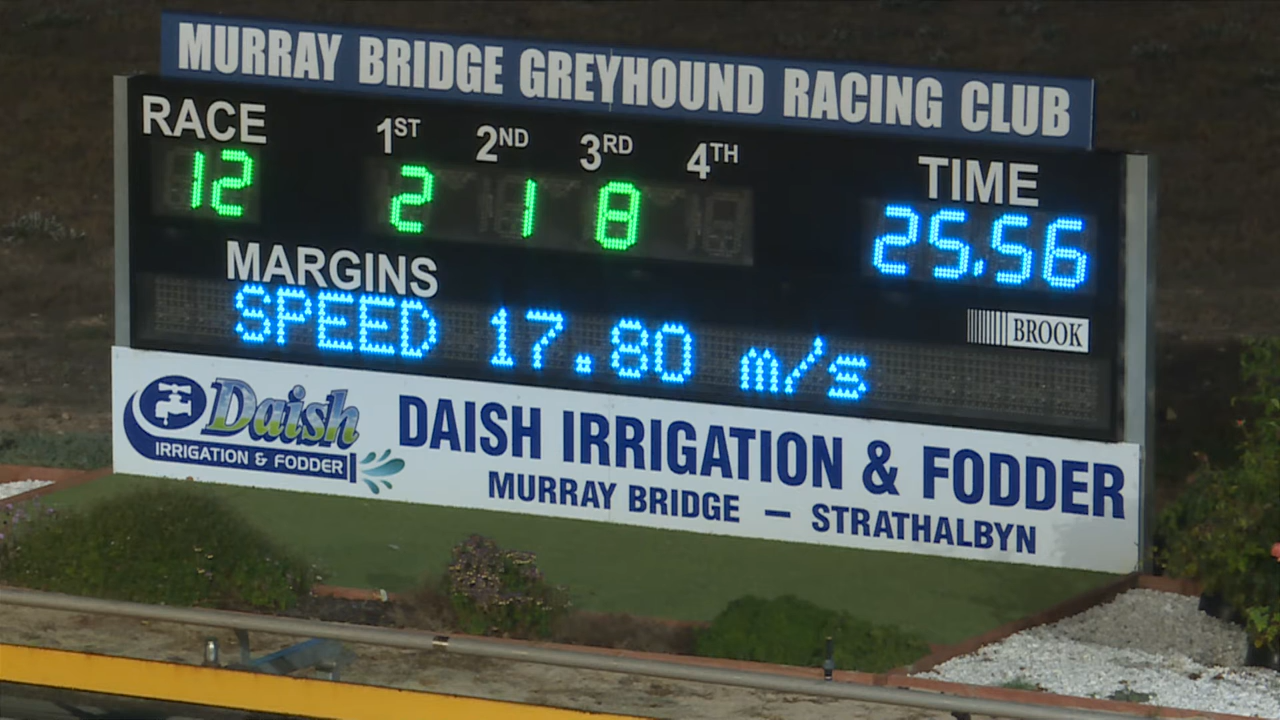 MURRAY BRIDGE GREYHOUND RACING CLUB
RACE 1ST 2ND 3RD 4TH TIME
12 2 1 8 25.56
MARGINS
SPEED 17.80 m/s
BROOK
Daish
IRRIGATION & FODDER
DAISH IRRIGATION & FODDER
MURRAY BRIDGE – STRATHALBYN